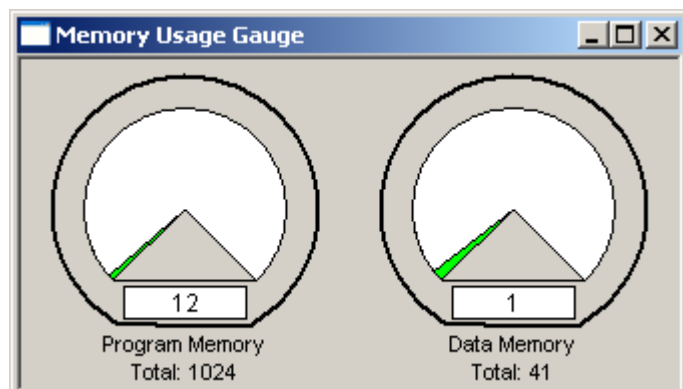 Memory Usage Gauge
12
Program Memory
Total: 1024
1
Data Memory
Total: 41